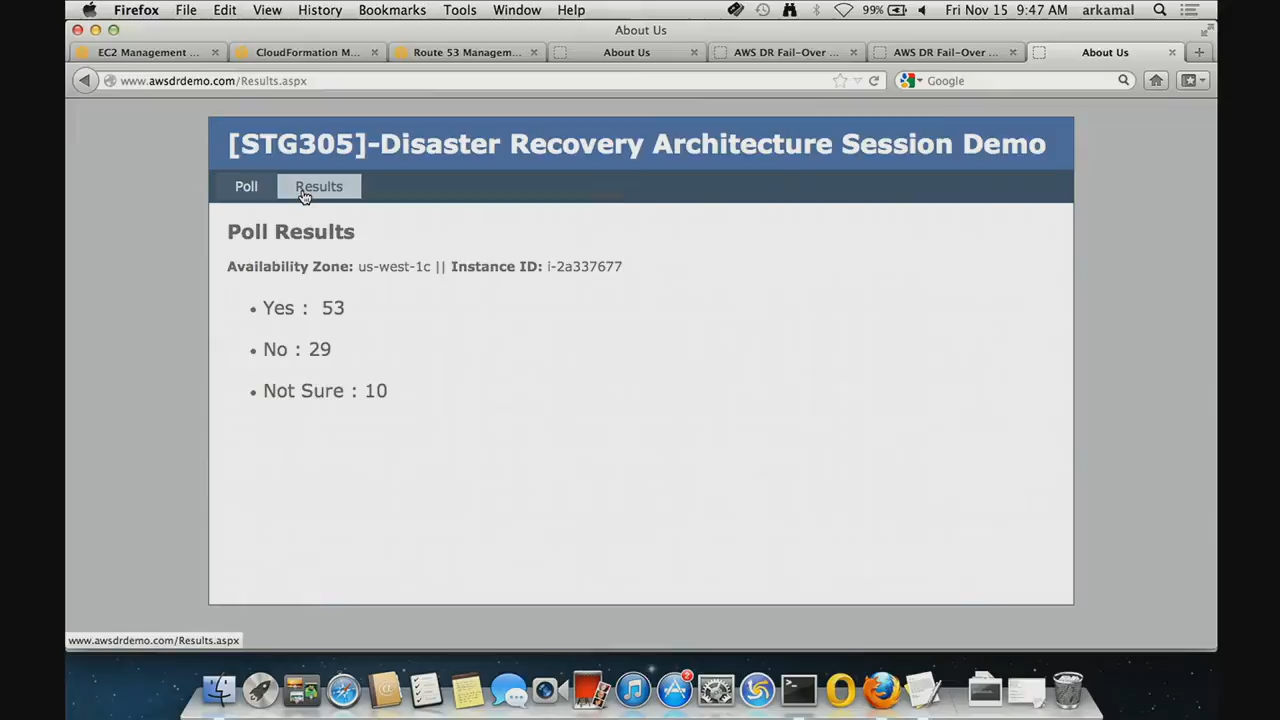 Firefox File Edit View History Bookmarks Tools Window Help 99% Fri Nov 15 9:47 AM arkamal
About Us
EC2 Management ... CloudFormation M... Route 53 Managem... About Us AWS DR Fail-Over ... AWS DR Fail-Over ... About Us
www.awsdrdemo.com/Results.aspx Google
[STG305]-Disaster Recovery Architecture Session Demo
Poll Results
Poll Results
Availability Zone: us-west-1c || Instance ID: i-2a337677
• Yes : 53
• No : 29
• Not Sure : 10
www.awsdrdemo.com/Results.aspx
2